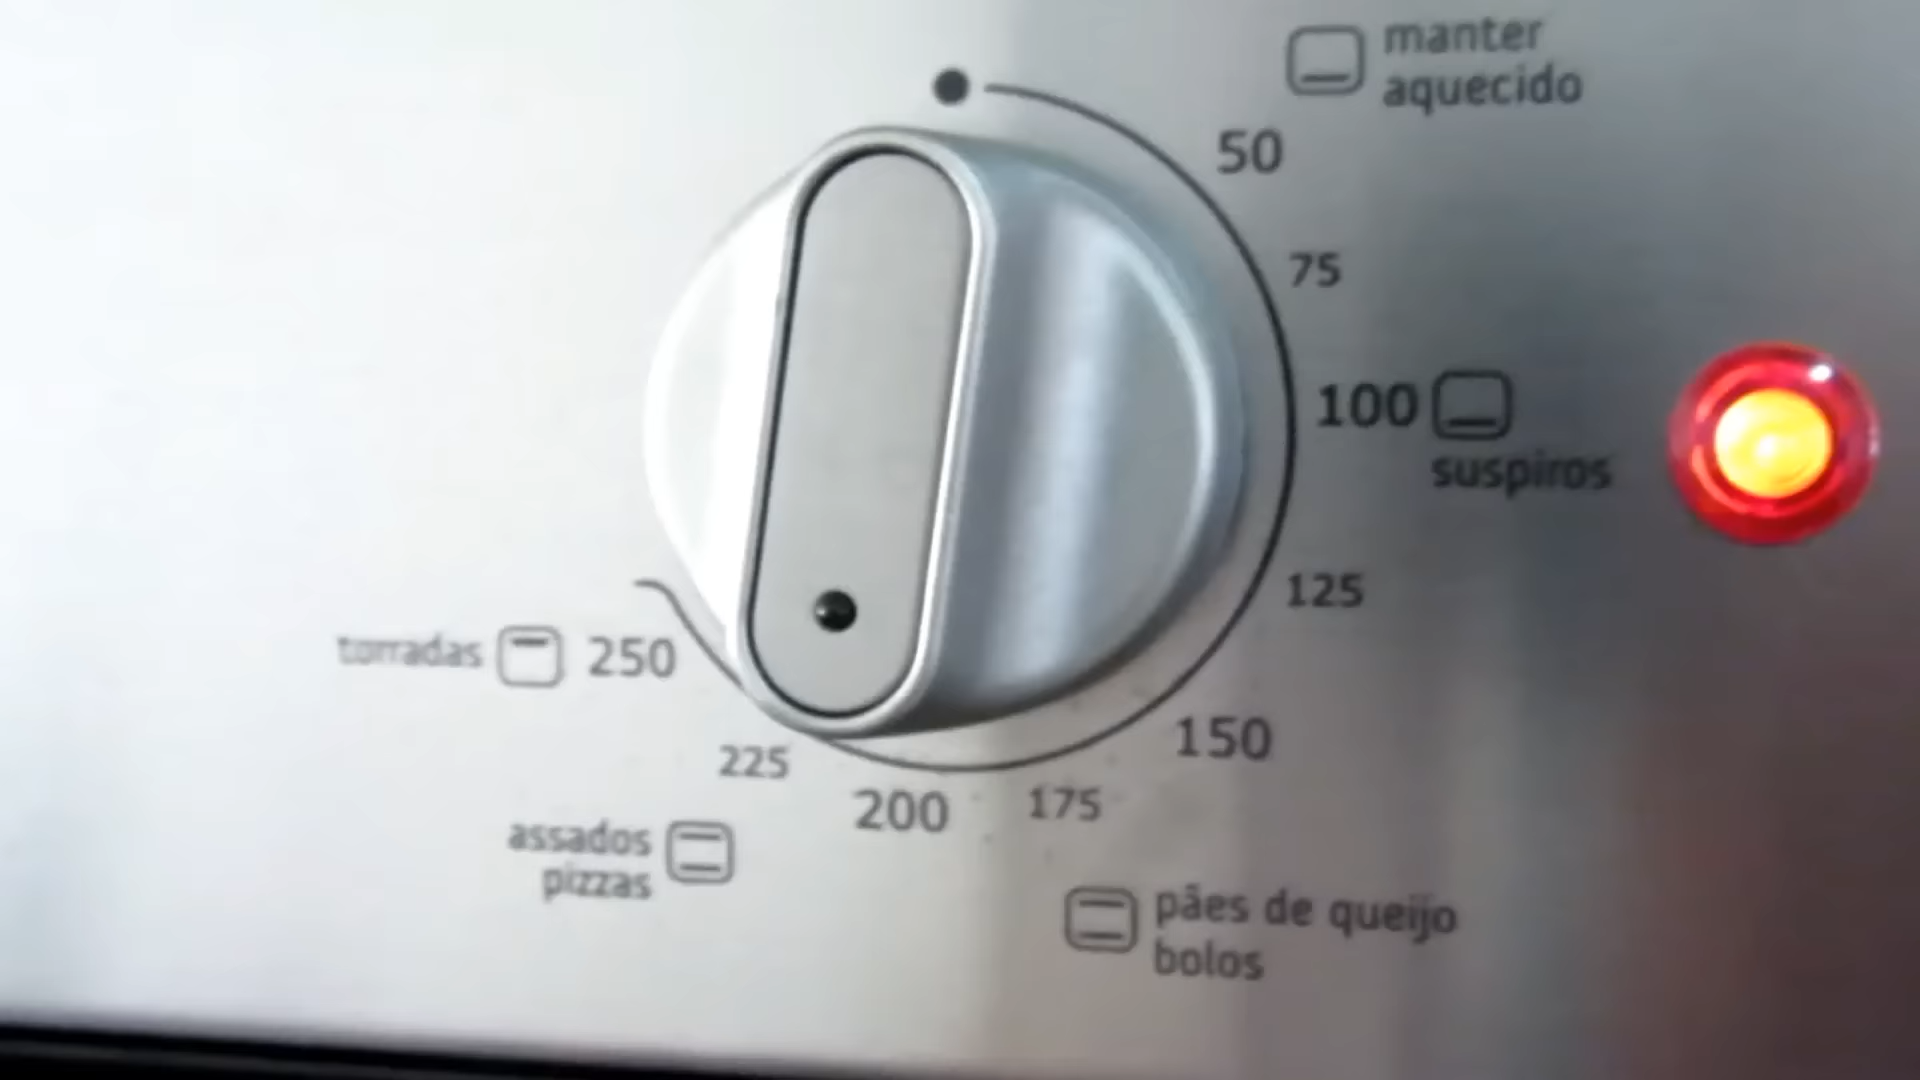 manter
aquecido
50
75
100
suspiros
125
150
175
200
225
torradas 250
assados
pizzas
pães de queijo
bolos